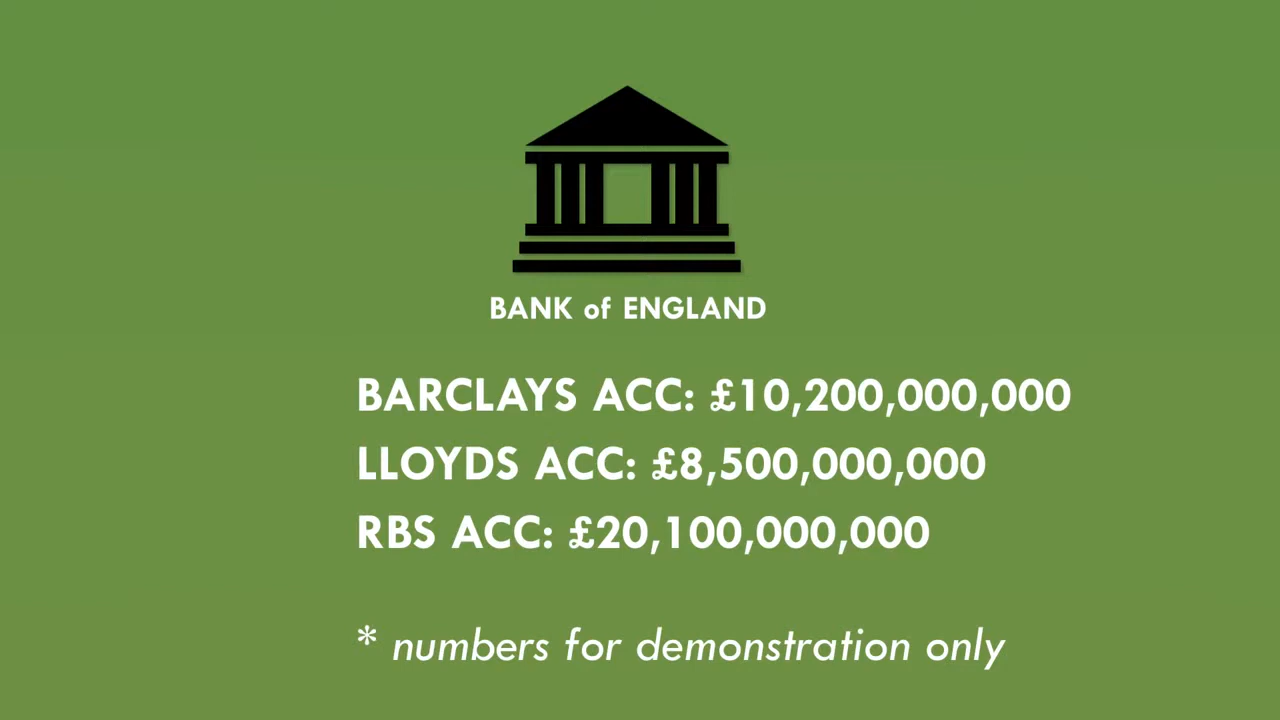 BANK of ENGLAND
BARCLAYS ACC: £10,200,000,000
LLOYDS ACC: £8,500,000,000
RBS ACC: £20,100,000,000
* numbers for demonstration only